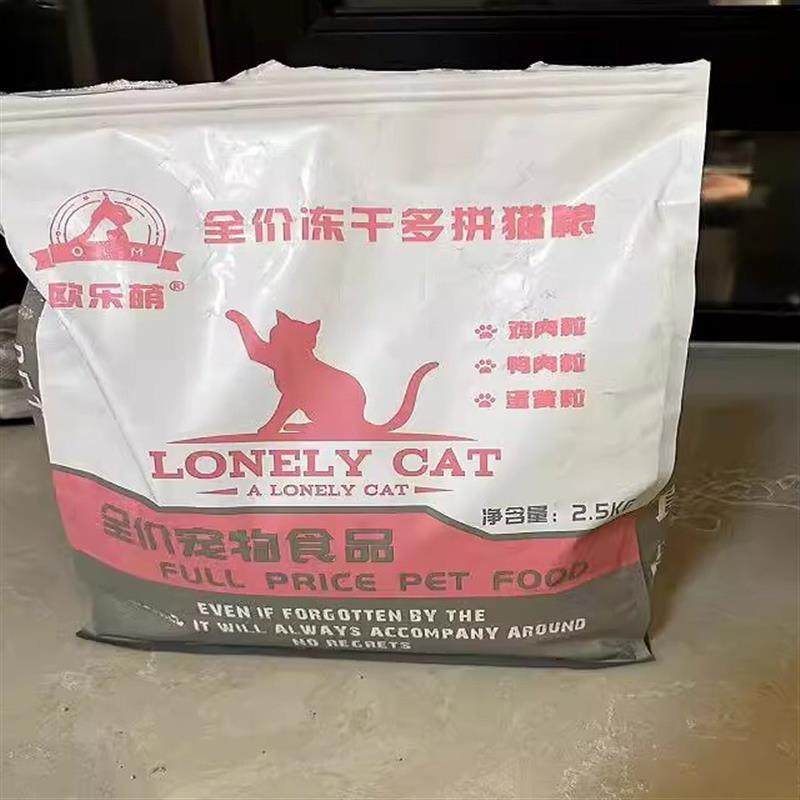 全价冻干多拼猫粮
O L M
欧乐萌®
鸡肉粒
鸭肉粒
蛋黄粒
LONELY CAT
A LONELY CAT
净含量：2.5KG
全价宠物食品
FULL PRICE PET FOOD
EVEN IF FORGOTTEN BY THE
IT WILL ALWAYS ACCOMPANY AROUND
NO REGRETS